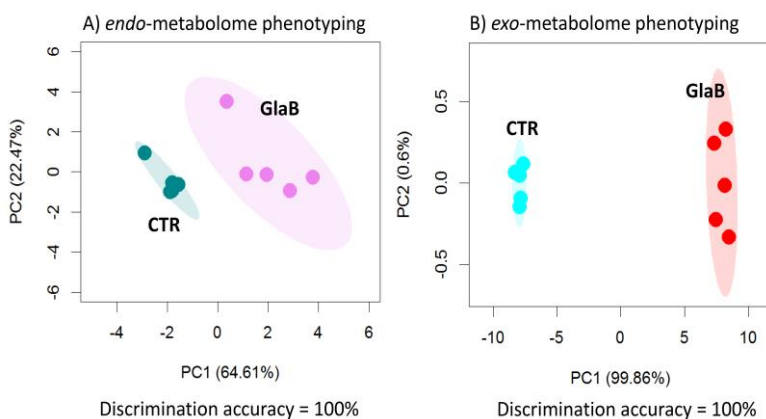 A) endo-metabolome phenotyping
6
4
2
0
-2
-4
-6
PC2 (22.47%)
GlaB
CTR
-4
-2
0
2
4
6
PC1 (64.61%)
Discrimination accuracy = 100%
B) exo-metabolome phenotyping
0.5
0.0
-0.5
PC2 (0.6%)
CTR
GlaB
-10
-5
0
5
10
PC1 (99.86%)
Discrimination accuracy = 100%